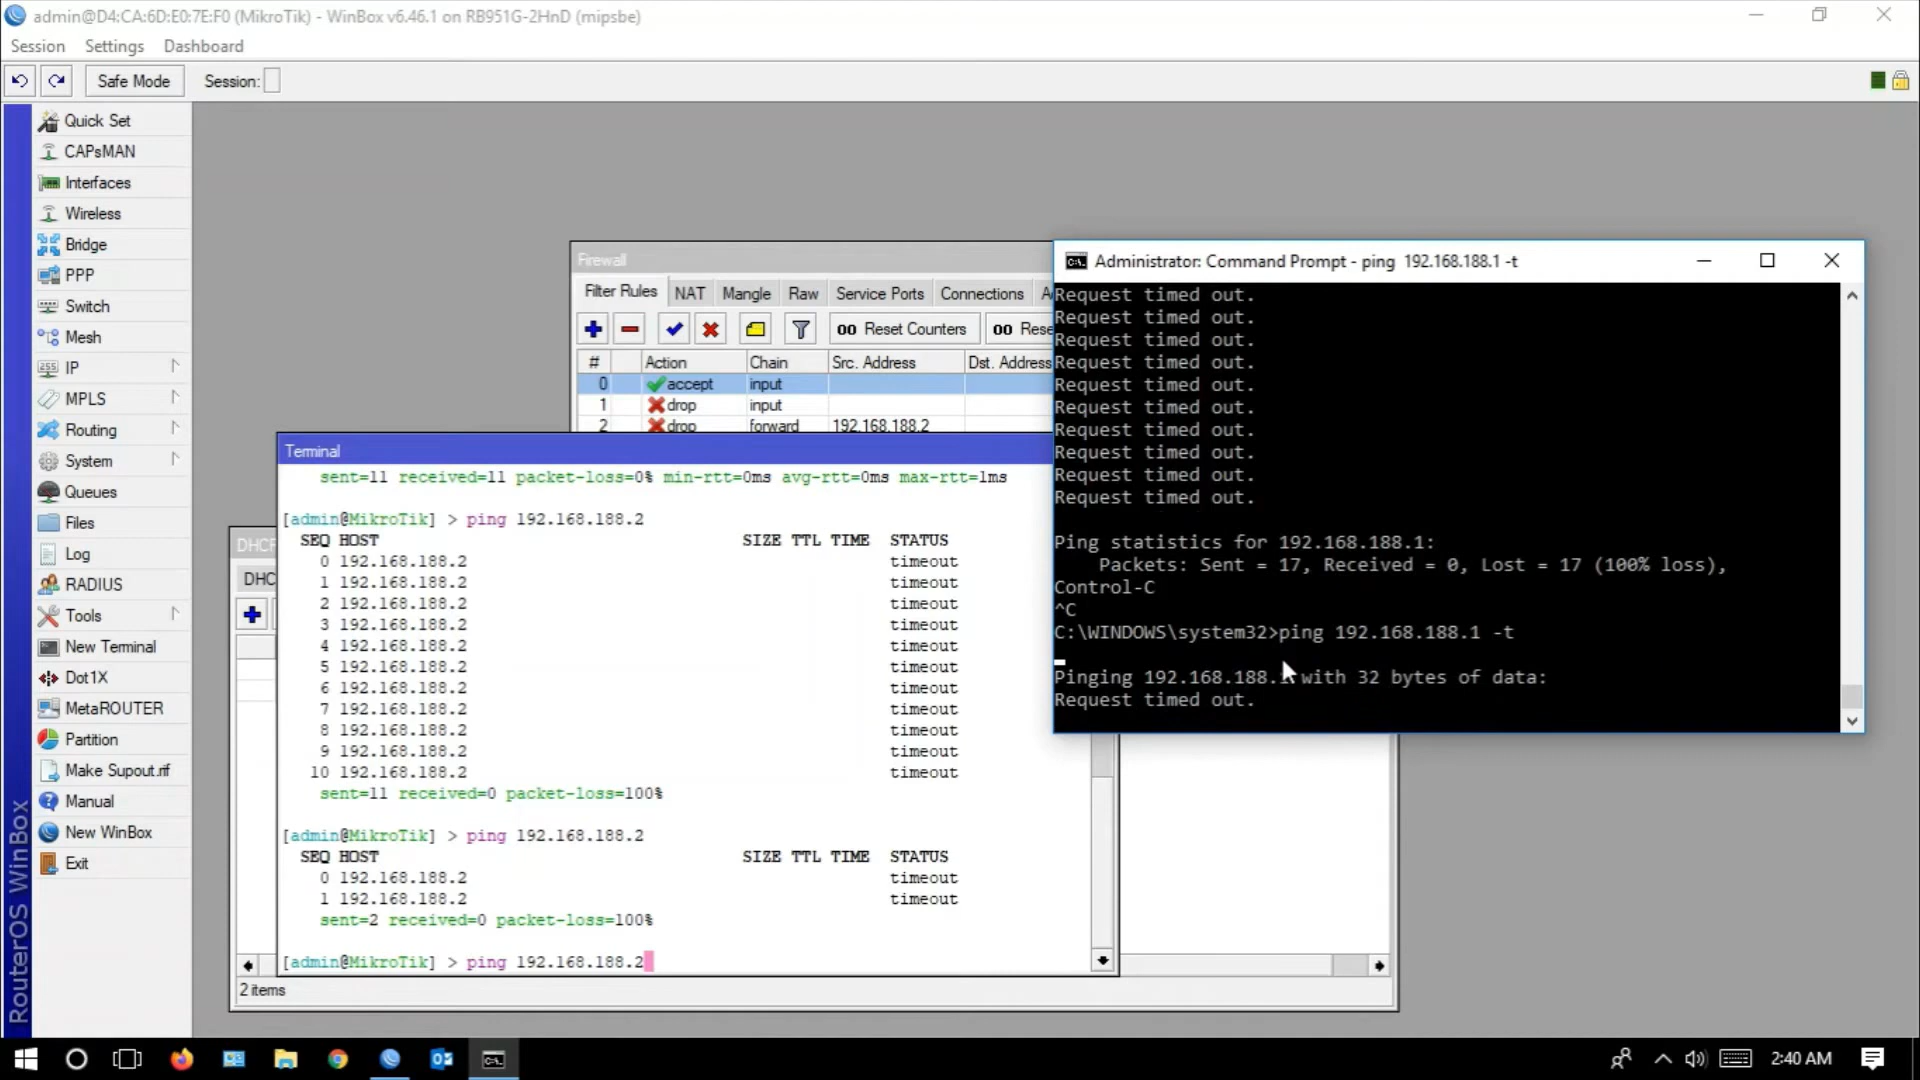 admin@D4:CA:6D:E0:7E:F0 (MikroTik) - WinBox v6.46.1 on RB951G-2HnD (mipsbe)
Session Settings Dashboard
Safe Mode Session:
Quick Set
CAPsMAN
Interfaces
Wireless
Bridge
PPP
Switch
Mesh
IP
MPLS
Routing
System
Queues
Files
Log
RADIUS
Tools
New Terminal
Dot1X
MetaROUTER
Partition
Make Supout.rif
Manual
New WinBox
Exit
RouterOS WinBox
Firewall
Filter Rules NAT Mangle Raw Service Ports Connections
00 Reset Counters 00 Rese
# Action Chain Src. Address Dst. Address
0 accept input
1 drop input
2 drop forward 192.168.188.2
DHCP
DHC
2 items
Terminal
sent=11 received=11 packet-loss=0% min-rtt=0ms avg-rtt=0ms max-rtt=1ms
[admin@MikroTik] > ping 192.168.188.2
SEQ HOST SIZE TTL TIME STATUS
0 192.168.188.2 timeout
1 192.168.188.2 timeout
2 192.168.188.2 timeout
3 192.168.188.2 timeout
4 192.168.188.2 timeout
5 192.168.188.2 timeout
6 192.168.188.2 timeout
7 192.168.188.2 timeout
8 192.168.188.2 timeout
9 192.168.188.2 timeout
10 192.168.188.2 timeout
sent=11 received=0 packet-loss=100%
[admin@MikroTik] > ping 192.168.188.2
SEQ HOST SIZE TTL TIME STATUS
0 192.168.188.2 timeout
1 192.168.188.2 timeout
sent=2 received=0 packet-loss=100%
[admin@MikroTik] > ping 192.168.188.2
Administrator: Command Prompt - ping 192.168.188.1 -t
Request timed out.
Request timed out.
Request timed out.
Request timed out.
Request timed out.
Request timed out.
Request timed out.
Request timed out.
Request timed out.
Request timed out.
Ping statistics for 192.168.188.1:
Packets: Sent = 17, Received = 0, Lost = 17 (100% loss),
Control-C
^C
C:\WINDOWS\system32>ping 192.168.188.1 -t
Pinging 192.168.188.1 with 32 bytes of data:
Request timed out.
2:40 AM